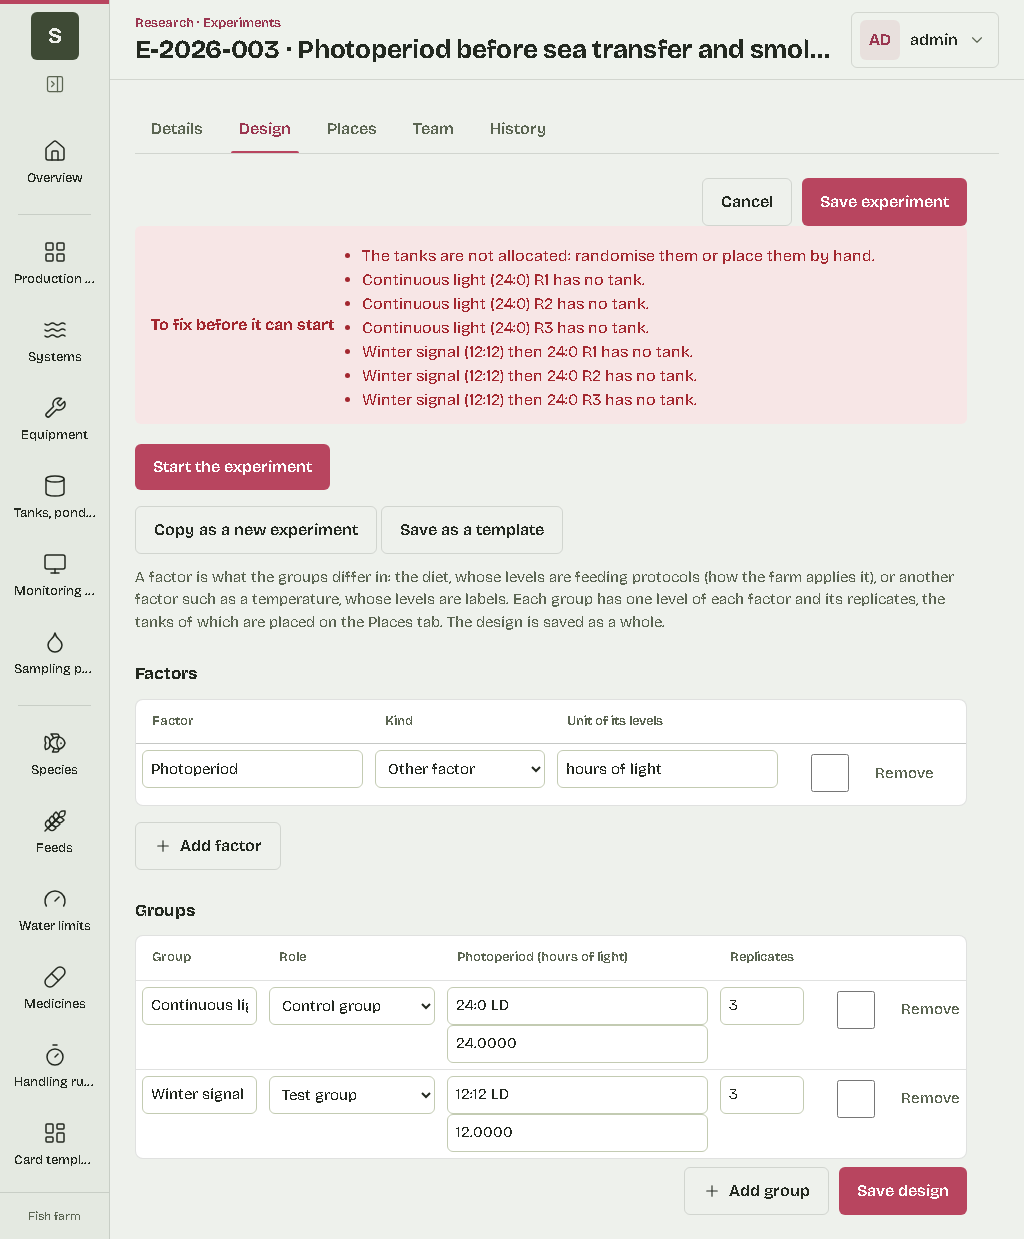 S
Research · Experiments
E-2026-003 · Photoperiod before sea transfer and smol...
AD
admin
Overview
Production ...
Systems
Equipment
Tanks, pond...
Monitoring ...
Sampling p...
Species
Feeds
Water limits
Medicines
Handling ru...
Card templ...
Fish farm
Details
Design
Places
Team
History
Cancel
Save experiment
To fix before it can start
• The tanks are not allocated: randomise them or place them by hand.
• Continuous light (24:0) R1 has no tank.
• Continuous light (24:0) R2 has no tank.
• Continuous light (24:0) R3 has no tank.
• Winter signal (12:12) then 24:0 R1 has no tank.
• Winter signal (12:12) then 24:0 R2 has no tank.
• Winter signal (12:12) then 24:0 R3 has no tank.
Start the experiment
Copy as a new experiment
Save as a template
A factor is what the groups differ in: the diet, whose levels are feeding protocols (how the farm applies it), or another
factor such as a temperature, whose levels are labels. Each group has one level of each factor and its replicates, the
tanks of which are placed on the Places tab. The design is saved as a whole.
Factors
Factor Kind Unit of its levels
Photoperiod Other factor hours of light Remove
+ Add factor
Groups
Group Role Photoperiod (hours of light) Replicates
Continuous lig Control group 24:0 LD 3 Remove
24.0000
Winter signal Test group 12:12 LD 3 Remove
12.0000
+ Add group
Save design